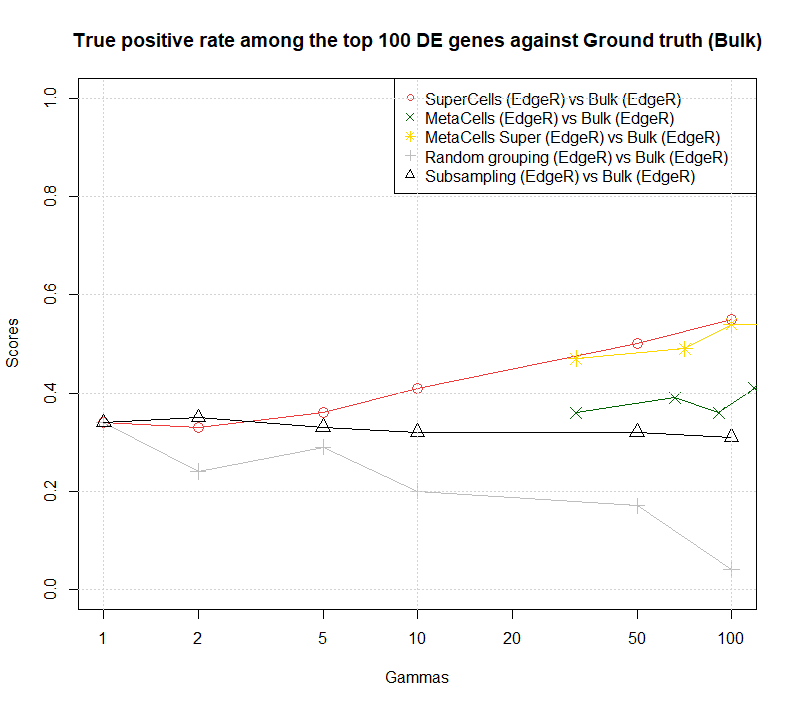 True positive rate among the top 100 DE genes against Ground truth (Bulk)
SuperCells (EdgeR) vs Bulk (EdgeR)
MetaCells (EdgeR) vs Bulk (EdgeR)
MetaCells Super (EdgeR) vs Bulk (EdgeR)
Random grouping (EdgeR) vs Bulk (EdgeR)
Subsampling (EdgeR) vs Bulk (EdgeR)
Scores
1.0
0.8
0.6
0.4
0.2
0.0
1 2 5 10 20 50 100
Gammas